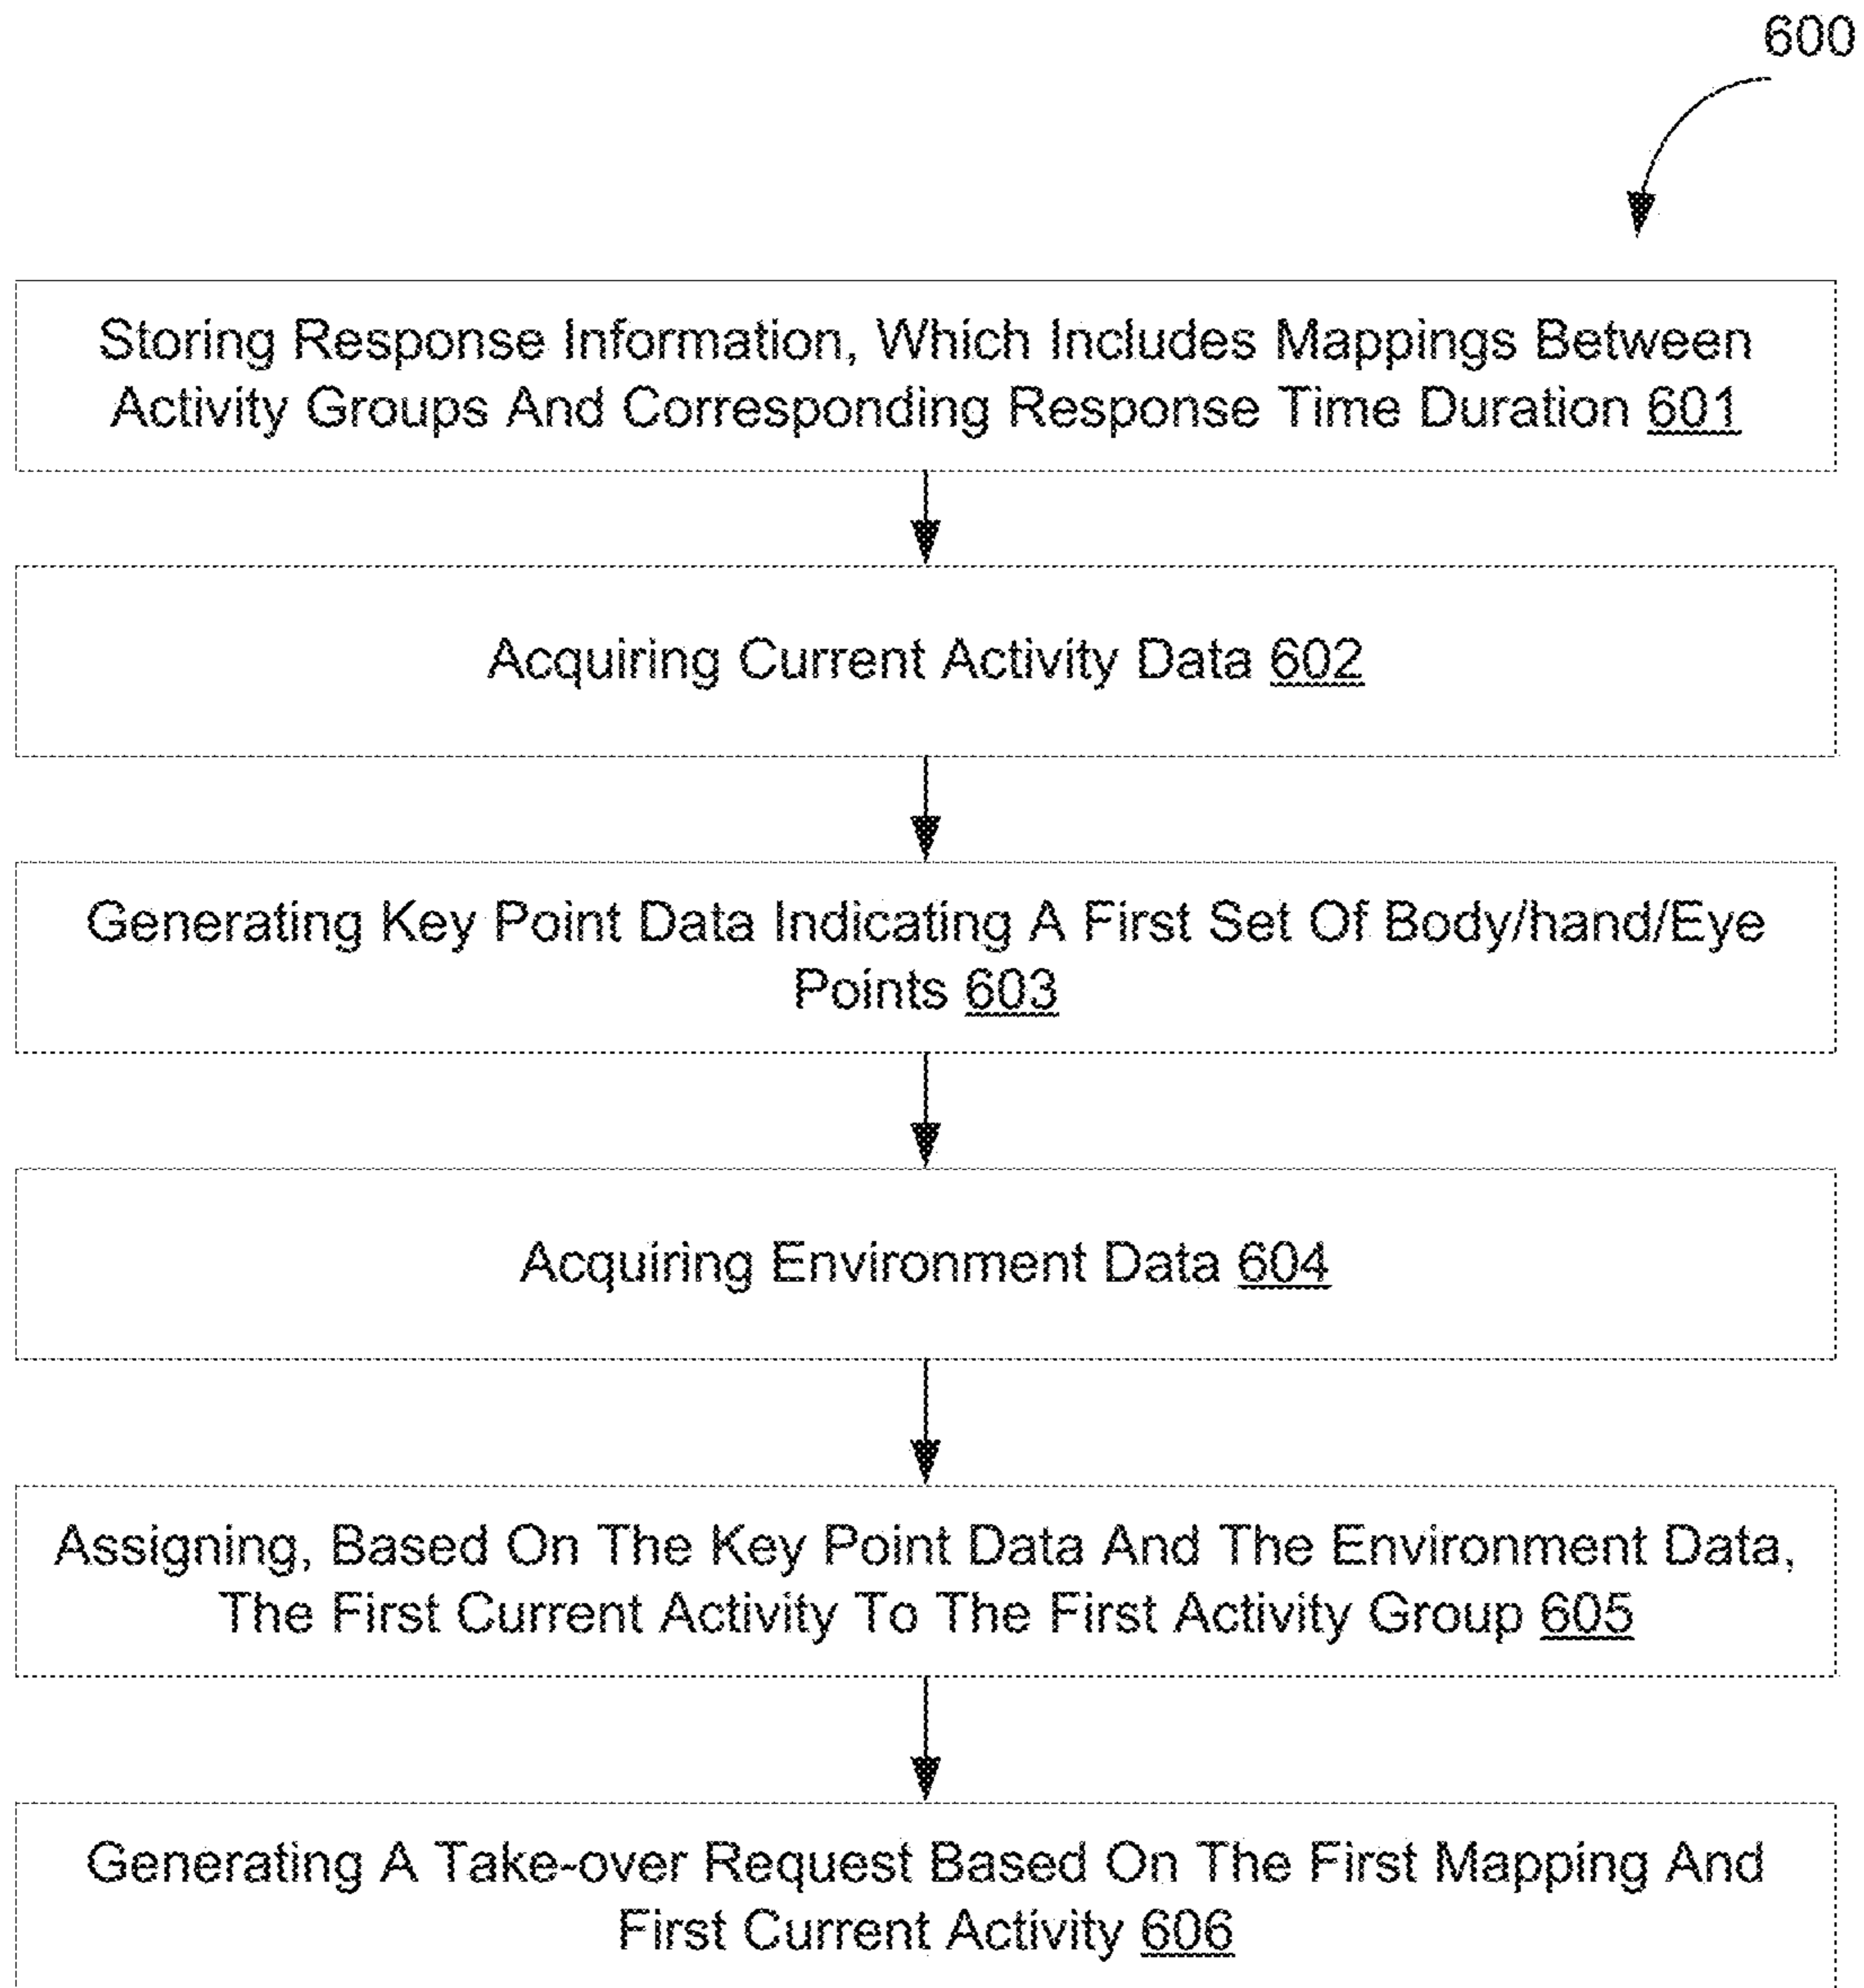 600
Storing Response Information, Which Includes Mappings Between
Activity Groups And Corresponding Response Time Duration 601
Acquiring Current Activity Data 602
Generating Key Point Data Indicating A First Set Of Body/hand/Eye
Points 603
Acquiring Environment Data 604
Assigning, Based On The Key Point Data And The Environment Data,
The First Current Activity To The First Activity Group 605
Generating A Take-over Request Based On The First Mapping And
First Current Activity 606